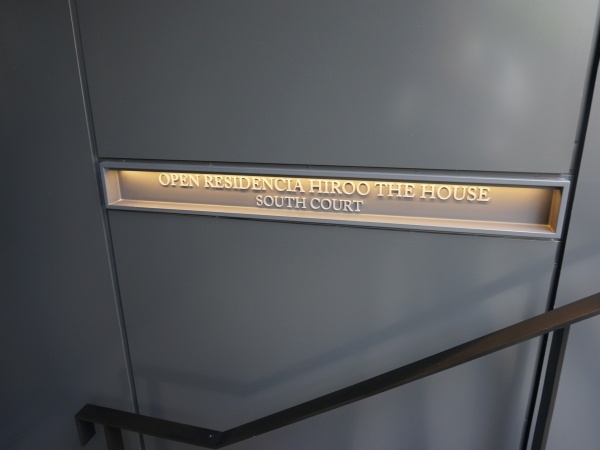 OPEN RESIDENCIA HIROO THE HOUSE
SOUTH COURT